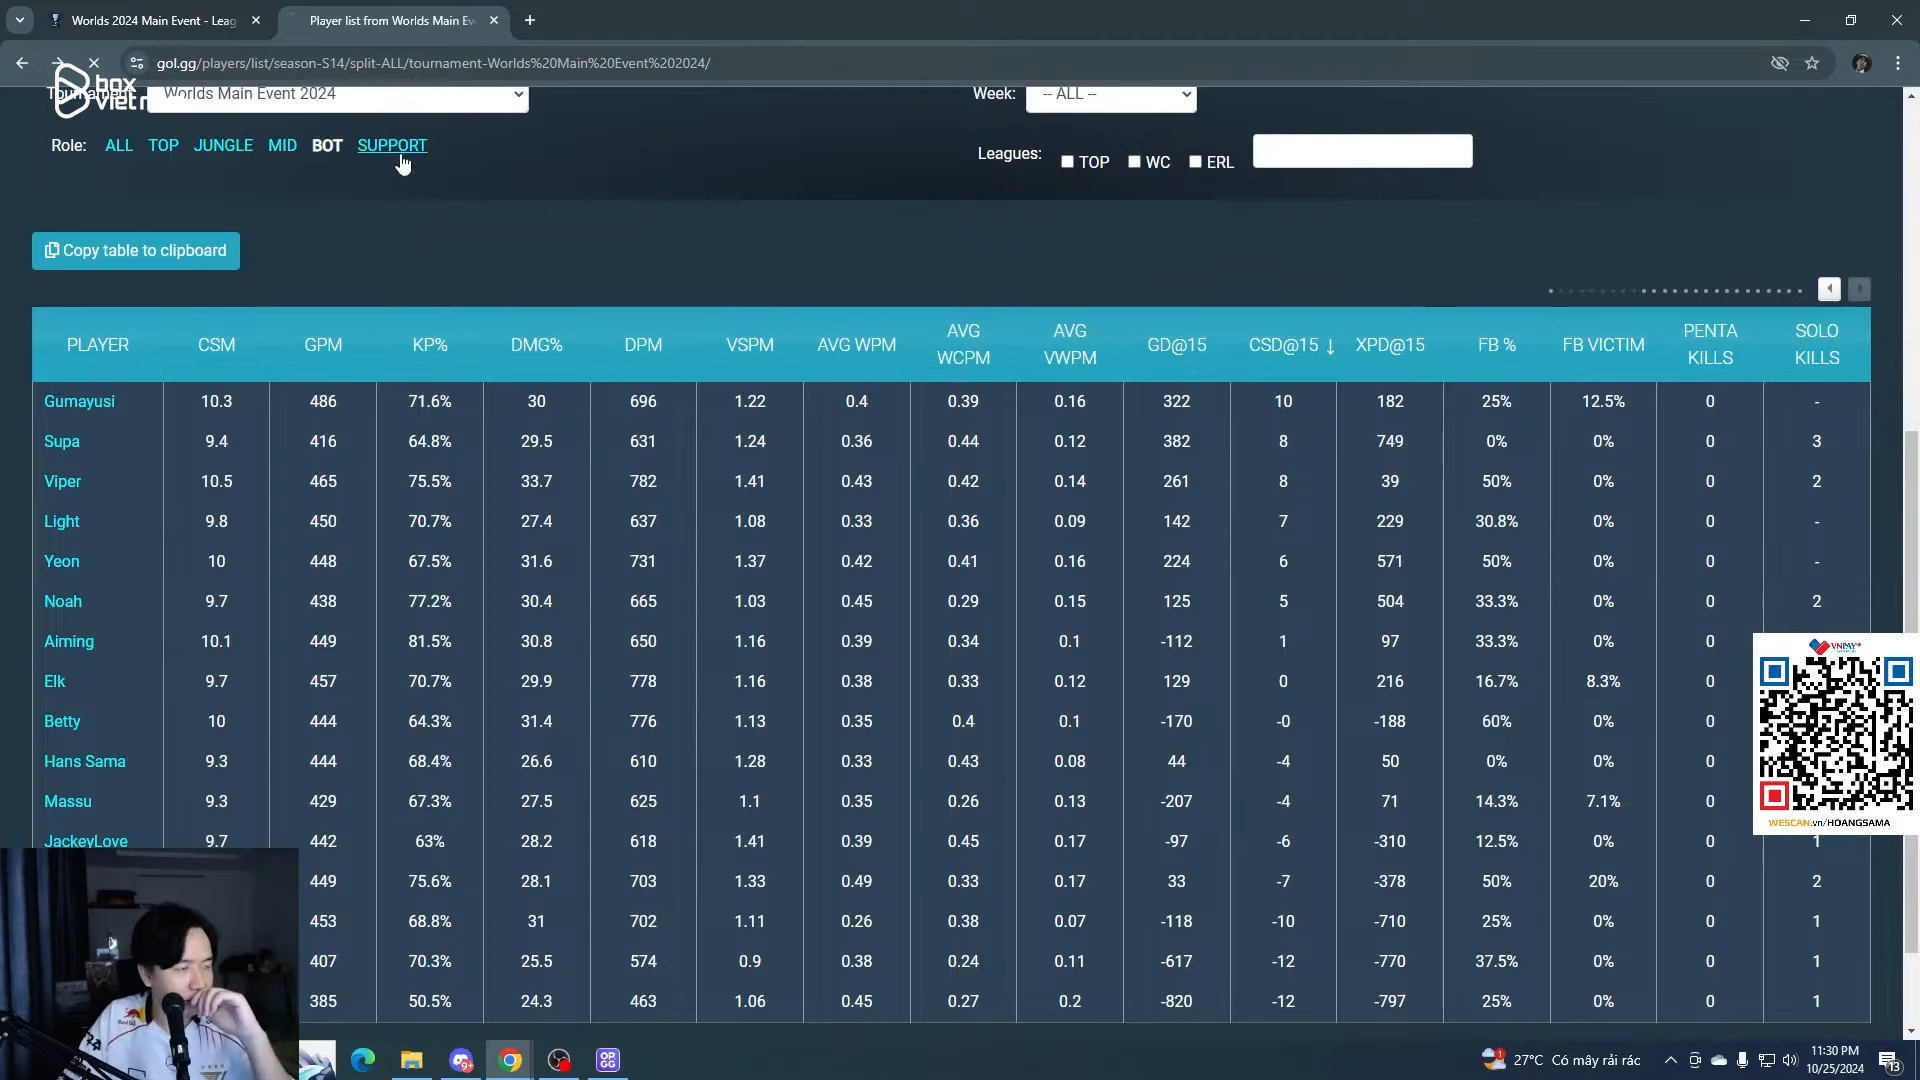 Worlds 2024 Main Event - Leag
Player list from Worlds Main Ev
gol.gg/players/list/season-S14/split-ALL/tournament-Worlds%20Main%20Event%202024/
box
Worlds Main Event 2024
Week: -- ALL --
Role: ALL TOP JUNGLE MID BOT SUPPORT
Leagues: TOP WC ERL
Copy table to clipboard
PLAYER CSM GPM KP% DMG% DPM VSPM AVG WPM AVG WCPM AVG VWPM GD@15 CSD@15 ↓ XPD@15 FB % FB VICTIM PENTA KILLS SOLO KILLS
Gumayusi 10.3 486 71.6% 30 696 1.22 0.4 0.39 0.16 322 10 182 25% 12.5% 0 -
Supa 9.4 416 64.8% 29.5 631 1.24 0.36 0.44 0.12 382 8 749 0% 0% 0 3
Viper 10.5 465 75.5% 33.7 782 1.41 0.43 0.42 0.14 261 8 39 50% 0% 0 2
Light 9.8 450 70.7% 27.4 637 1.08 0.33 0.36 0.09 142 7 229 30.8% 0% 0 -
Yeon 10 448 67.5% 31.6 731 1.37 0.42 0.41 0.16 224 6 571 50% 0% 0 -
Noah 9.7 438 77.2% 30.4 665 1.03 0.45 0.29 0.15 125 5 504 33.3% 0% 0 2
Aiming 10.1 449 81.5% 30.8 650 1.16 0.39 0.34 0.1 -112 1 97 33.3% 0% 0
Elk 9.7 457 70.7% 29.9 778 1.16 0.38 0.33 0.12 129 0 216 16.7% 8.3% 0
Betty 10 444 64.3% 31.4 776 1.13 0.35 0.4 0.1 -170 -0 -188 60% 0% 0
Hans Sama 9.3 444 68.4% 26.6 610 1.28 0.33 0.43 0.08 44 -4 50 0% 0% 0
Massu 9.3 429 67.3% 27.5 625 1.1 0.35 0.26 0.13 -207 -4 71 14.3% 7.1% 0
JackeyLove 9.7 442 63% 28.2 618 1.41 0.39 0.45 0.17 -97 -6 -310 12.5% 0% 0 1
449 75.6% 28.1 703 1.33 0.49 0.33 0.17 33 -7 -378 50% 20% 0 2
453 68.8% 31 702 1.11 0.26 0.38 0.07 -118 -10 -710 25% 0% 0 1
407 70.3% 25.5 574 0.9 0.38 0.24 0.11 -617 -12 -770 37.5% 0% 0 1
385 50.5% 24.3 463 1.06 0.45 0.27 0.2 -820 -12 -797 25% 0% 0 1
VNPAY
WESCAN.vn/HOANGSAMA
9+
OP
GG
1
27°C Có mây rải rác
11:30 PM
10/25/2024
13